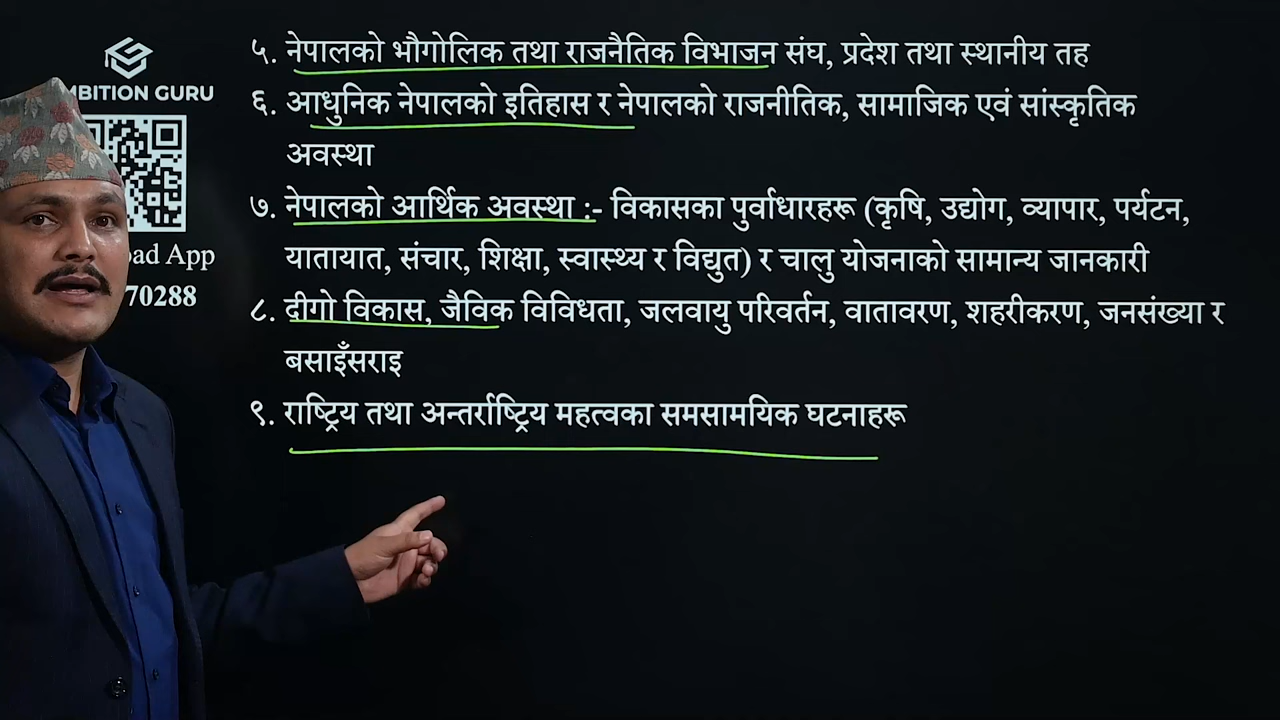 ५. नेपालको भौगोलिक तथा राजनैतिक विभाजन संघ, प्रदेश तथा स्थानीय तह
६. आधुनिक नेपालको इतिहास र नेपालको राजनीतिक, सामाजिक एवं सांस्कृतिक
अवस्था
७. नेपालको आर्थिक अवस्था :- विकासका पुर्वाधारहरू (कृषि, उद्योग, व्यापार, पर्यटन,
यातायात, संचार, शिक्षा, स्वास्थ्य र विद्युत) र चालु योजनाको सामान्य जानकारी
८. दीगो विकास, जैविक विविधता, जलवायु परिवर्तन, वातावरण, शहरीकरण, जनसंख्या र
बसाइँसराइ
९. राष्ट्रिय तथा अन्तर्राष्ट्रिय महत्वका समसामयिक घटनाहरू
MBITION GURU
oad App
70288